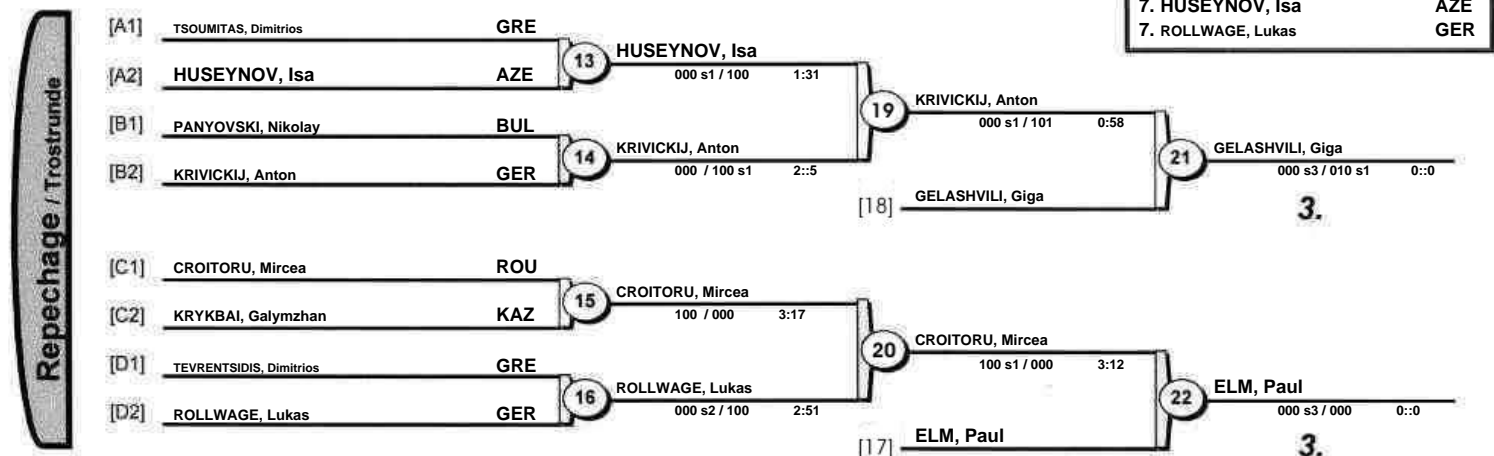 7. HUSEYNOV, Isa AZE
7. ROLLWAGE, Lukas GER
Repechage / Trostrunde
[A1] TSOUMITAS, Dimitrios GRE
[A2] HUSEYNOV, Isa AZE
13
HUSEYNOV, Isa
000 s1 / 100 1:31
[B1] PANYOVSKI, Nikolay BUL
[B2] KRIVICKIJ, Anton GER
14
KRIVICKIJ, Anton
000 / 100 s1 2::5
19
KRIVICKIJ, Anton
000 s1 / 101 0:58
[18] GELASHVILI, Giga
21
GELASHVILI, Giga
000 s3 / 010 s1 0::0
3.
[C1] CROITORU, Mircea ROU
[C2] KRYKBAI, Galymzhan KAZ
15
CROITORU, Mircea
100 / 000 3:17
[D1] TEVRENTSIDIS, Dimitrios GRE
[D2] ROLLWAGE, Lukas GER
16
ROLLWAGE, Lukas
000 s2 / 100 2:51
20
CROITORU, Mircea
100 s1 / 000 3:12
[17] ELM, Paul
22
ELM, Paul
000 s3 / 000 0::0
3.